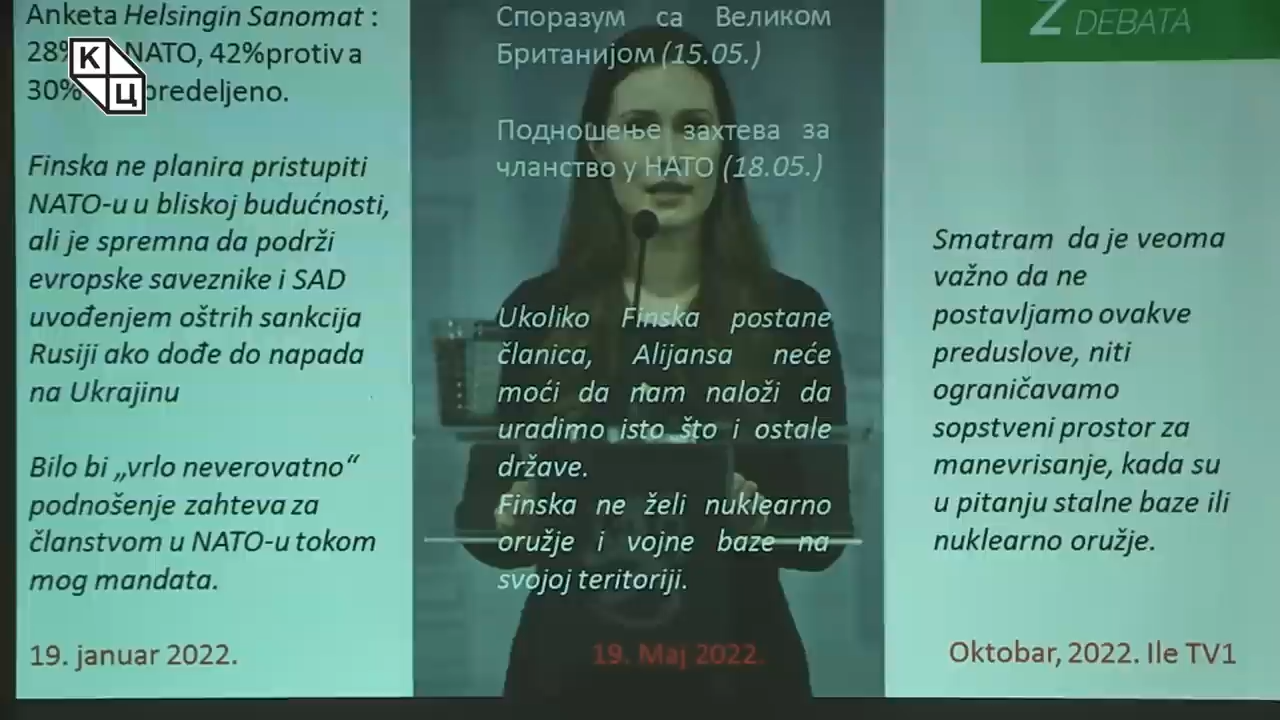 Anketa Helsingin Sanomat :
28% NATO, 42%protiv a
30% predeljeno.
Finska ne planira pristupiti
NATO-u u bliskoj budućnosti,
ali je spremna da podrži
evropske saveznike i SAD
uvođenjem oštrih sankcija
Rusiji ako dođe do napada
na Ukrajinu
Bilo bi „vrlo neverovatno“
podnošenje zahteva za
članstvom u NATO-u tokom
mog mandata.
19. januar 2022.
К
Ц
Споразум са Великом
Британијом (15.05.)
Подношење захтева за
чланство у НАТО (18.05.)
Ukoliko Finska postane
članica, Alijansa neće
moći da nam naloži da
uradimo isto što i ostale
države.
Finska ne želi nuklearno
oružje i vojne baze na
svojoj teritoriji.
19. Maj 2022.
Z DEBATA
Smatram da je veoma
važno da ne
postavljamo ovakve
preduslove, niti
ograničavamo
sopstveni prostor za
manevrisanje, kada su
u pitanju stalne baze ili
nuklearno oružje.
Oktobar, 2022. Ile TV1